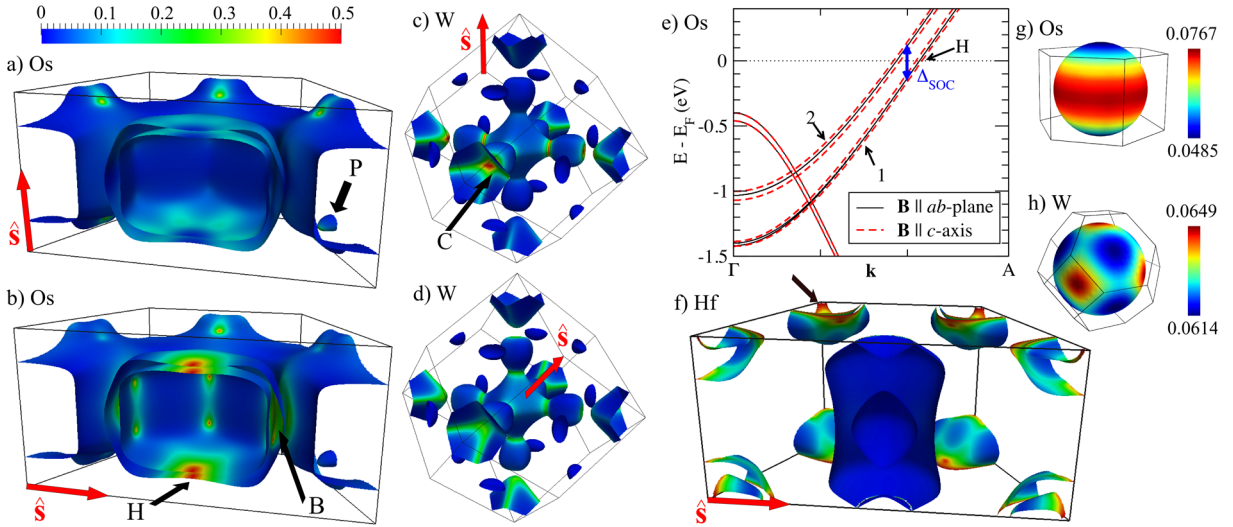 0 0.1 0.2 0.3 0.4 0.5
a) Os
P
ŝ
b) Os
ŝ
H
B
c) W
ŝ
C
d) W
ŝ
e) Os
E - E_F (eV)
0
-0.5
-1
-1.5
H
Δ_SOC
2
1
B || ab-plane
B || c-axis
Γ
k
A
f) Hf
ŝ
g) Os
0.0767
0.0485
h) W
0.0649
0.0614